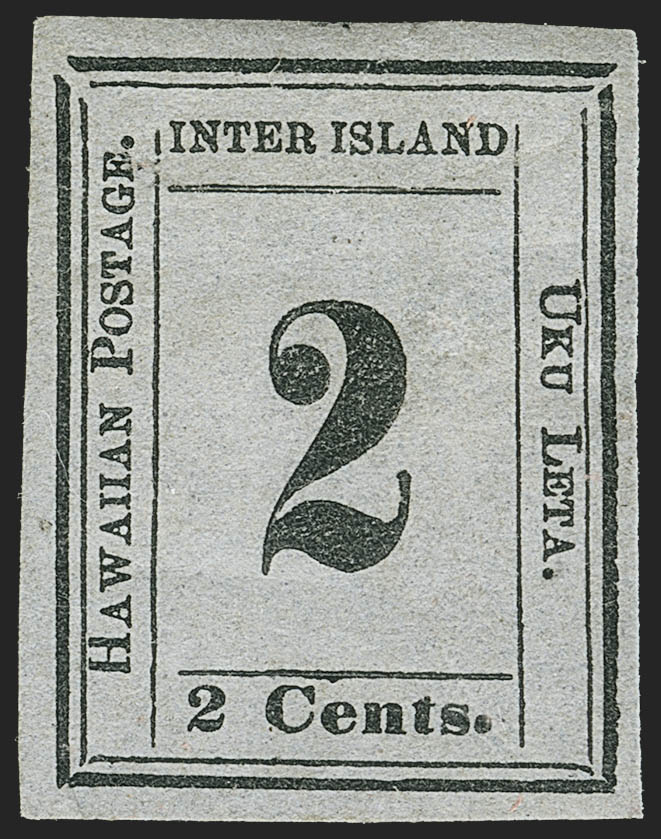 INTER ISLAND
HAWAIIAN POSTAGE.
2
UKU LETA.
2 Cents.